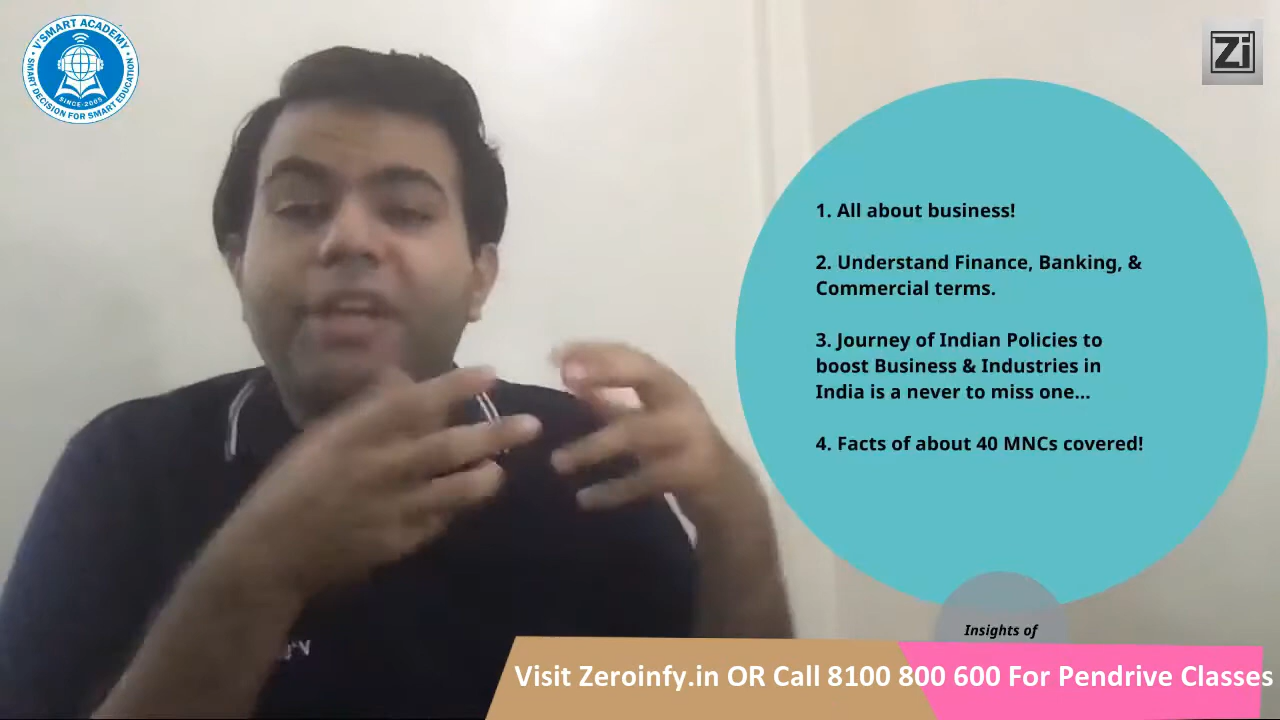 V'SMART ACADEMY
SMART DECISION FOR SMART EDUCATION
SINCE-2005
Zi
1. All about business!
2. Understand Finance, Banking, &
Commercial terms.
3. Journey of Indian Policies to
boost Business & Industries in
India is a never to miss one...
4. Facts of about 40 MNCs covered!
Insights of
Visit Zeroinfy.in OR Call 8100 800 600 For Pendrive Classes